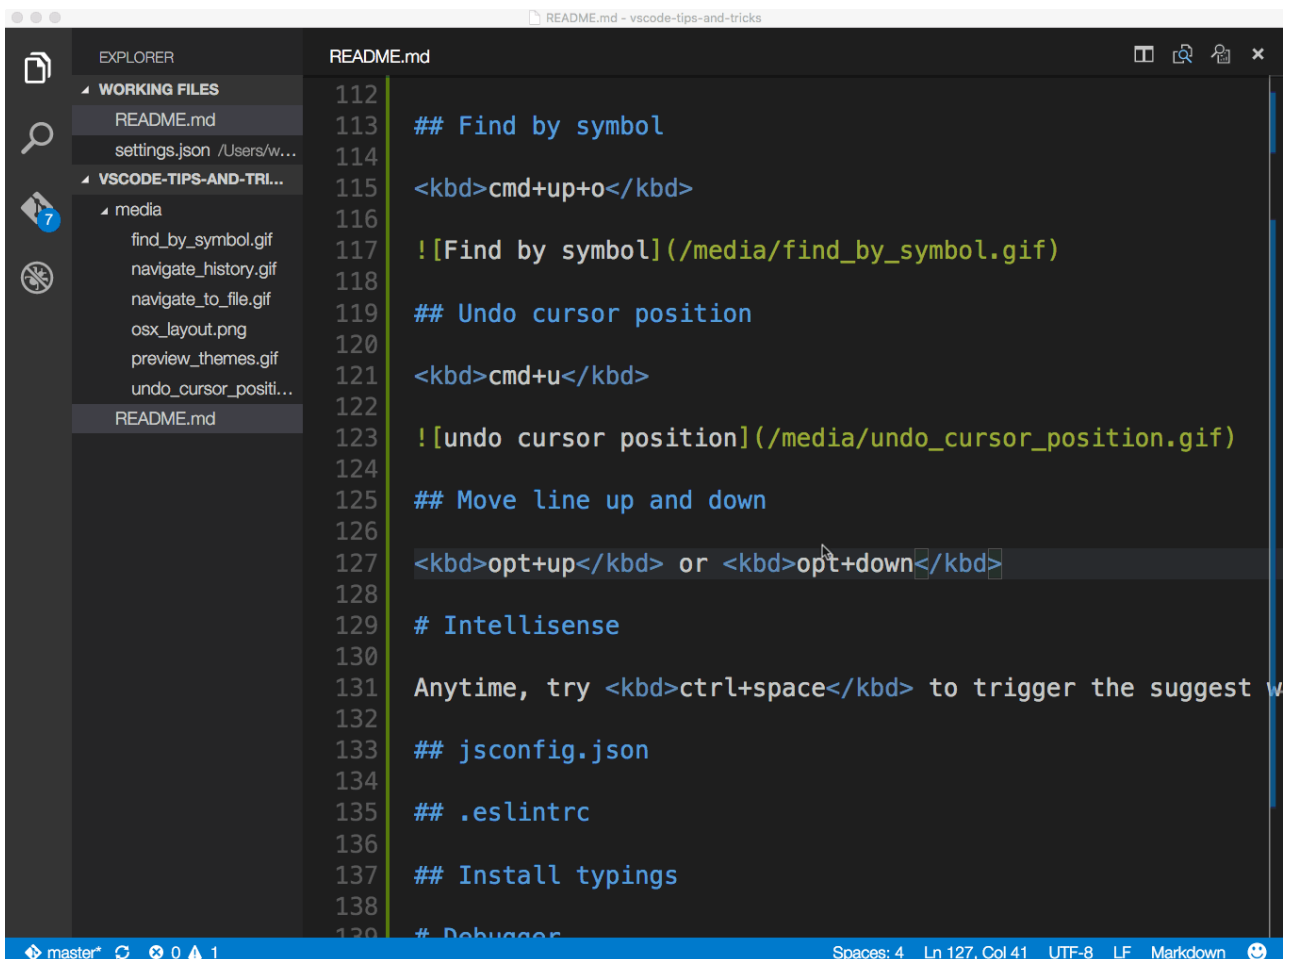 README.md - vscode-tips-and-tricks
EXPLORER
WORKING FILES
README.md
settings.json /Users/w...
VSCODE-TIPS-AND-TRI...
media
find_by_symbol.gif
navigate_history.gif
navigate_to_file.gif
osx_layout.png
preview_themes.gif
undo_cursor_positi...
README.md
7
README.md
112
113 ## Find by symbol
114
115 <kbd>cmd+up+o</kbd>
116
117 ![Find by symbol](/media/find_by_symbol.gif)
118
119 ## Undo cursor position
120
121 <kbd>cmd+u</kbd>
122
123 ![undo cursor position](/media/undo_cursor_position.gif)
124
125 ## Move line up and down
126
127 <kbd>opt+up</kbd> or <kbd>opt+down</kbd>
128
129 # Intellisense
130
131 Anytime, try <kbd>ctrl+space</kbd> to trigger the suggest w
132
133 ## jsconfig.json
134
135 ## .eslintrc
136
137 ## Install typings
138
139 # Debugger
master* 0 1 Spaces: 4 Ln 127, Col 41 UTF-8 LF Markdown